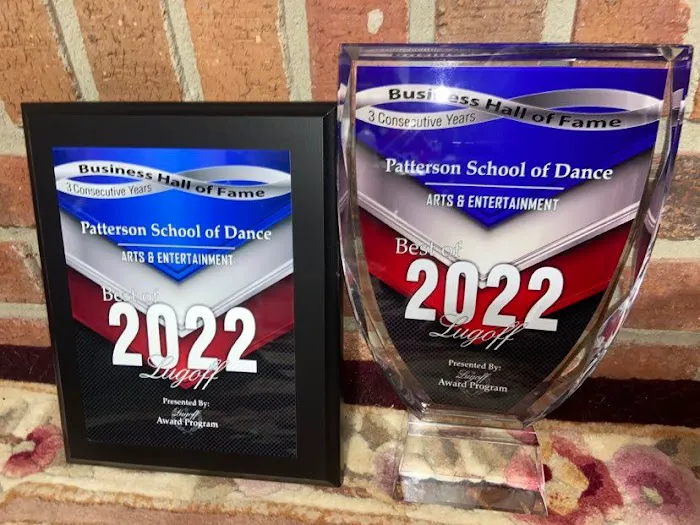 Business Hall of Fame
3 Consecutive Years
Patterson School of Dance
ARTS & ENTERTAINMENT
Best of
2022
Lugoff
Presented By:
Lugoff
Award Program
Business Hall of Fame
3 Consecutive Years
Patterson School of Dance
ARTS & ENTERTAINMENT
Best of
2022
Lugoff
Presented By:
Lugoff
Award Program